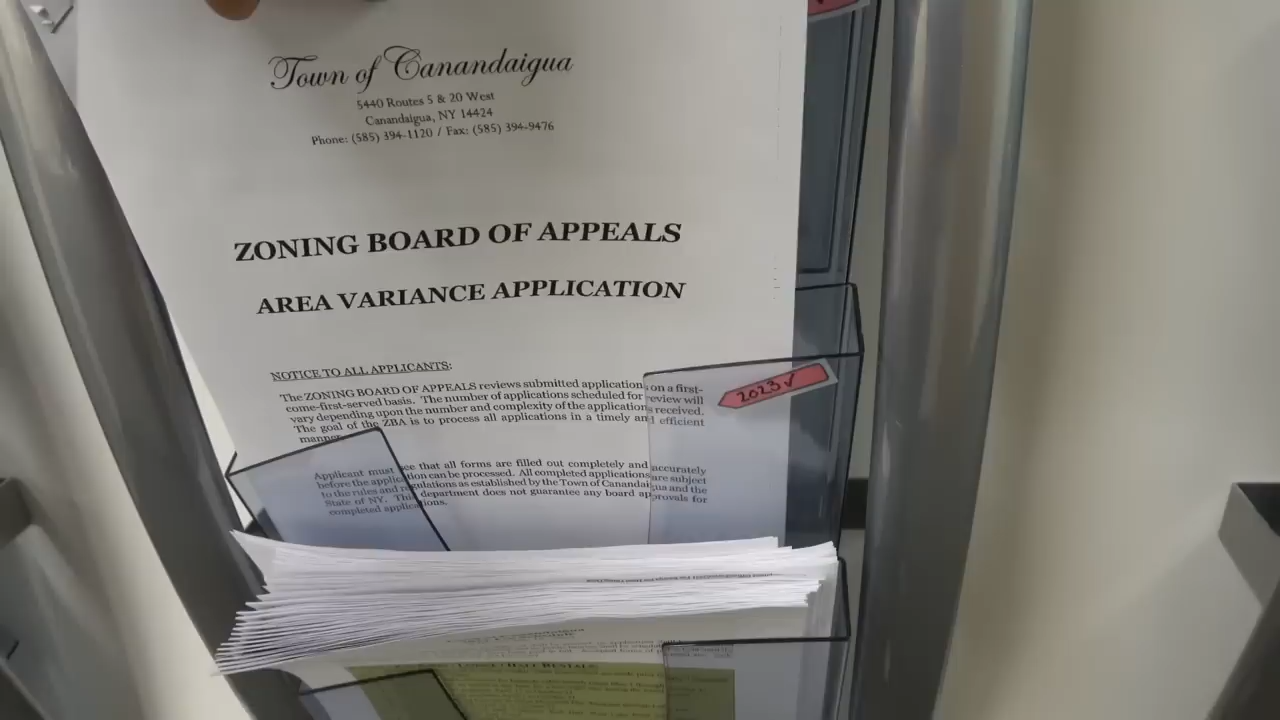 Town of Canandaigua
5440 Routes 5 & 20 West
Canandaigua, NY 14424
Phone: (585) 394-1120 / Fax: (585) 394-9476
ZONING BOARD OF APPEALS
AREA VARIANCE APPLICATION
NOTICE TO ALL APPLICANTS:
The ZONING BOARD OF APPEALS reviews submitted applications on a first-
come-first-served basis. The number of applications scheduled for review will
vary depending upon the number and complexity of the applications received.
The goal of the ZBA is to process all applications in a timely and efficient
manner.
2023 ✓
Applicant must see that all forms are filled out completely and accurately
before the application can be processed. All completed applications are subject
to the rules and regulations as established by the Town of Canandaigua and the
State of NY. This department does not guarantee any board approvals for
completed applications.
HALL RENTALS: